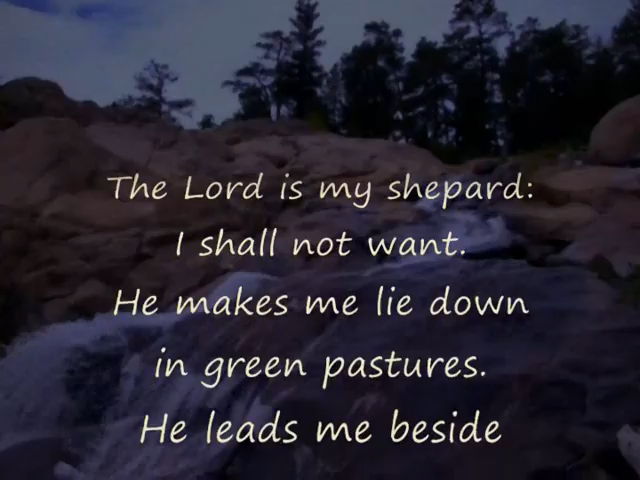 The Lord is my shepard:
I shall not want.
He makes me lie down
in green pastures.
He leads me beside